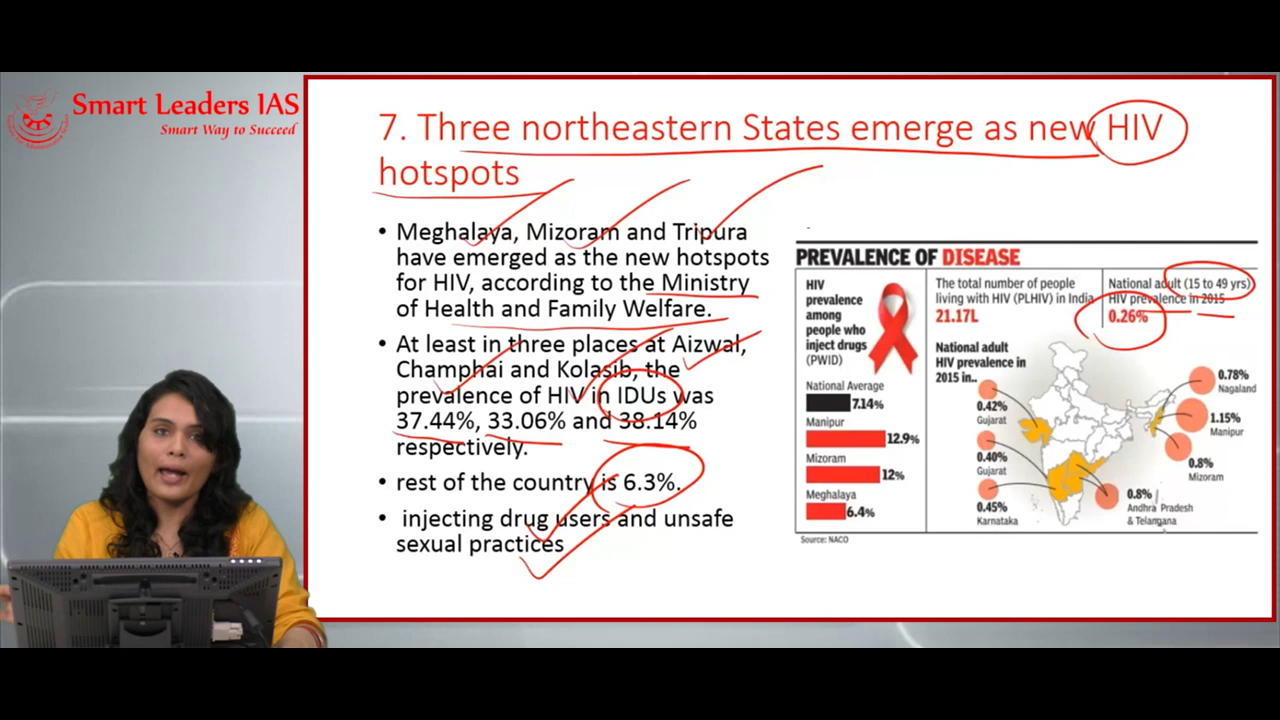 Smart Leaders IAS
Smart Way to Succeed
7. Three northeastern States emerge as new HIV
hotspots
• Meghalaya, Mizoram and Tripura
have emerged as the new hotspots
for HIV, according to the Ministry
of Health and Family Welfare.
• At least in three places at Aizwal,
Champhai and Kolasib, the
prevalence of HIV in IDUs was
37.44%, 33.06% and 38.14%
respectively.
• rest of the country is 6.3%.
• injecting drug users and unsafe
sexual practices
PREVALENCE OF DISEASE
HIV
prevalence
among
people who
inject drugs
(PWID)
National Average
7.14%
Manipur
12.9%
Mizoram
12%
Meghalaya
6.4%
The total number of people
living with HIV (PLHIV) in India
21.17L
National adult (15 to 49 yrs)
HIV prevalence in 2015
0.26%
National adult
HIV prevalence in
2015 in..
0.42%
Gujarat
0.40%
Gujarat
0.45%
Karnataka
0.78%
Nagaland
1.15%
Manipur
0.8%
Mizoram
0.8%
Andhra Pradesh
& Telangana
Source: NACO